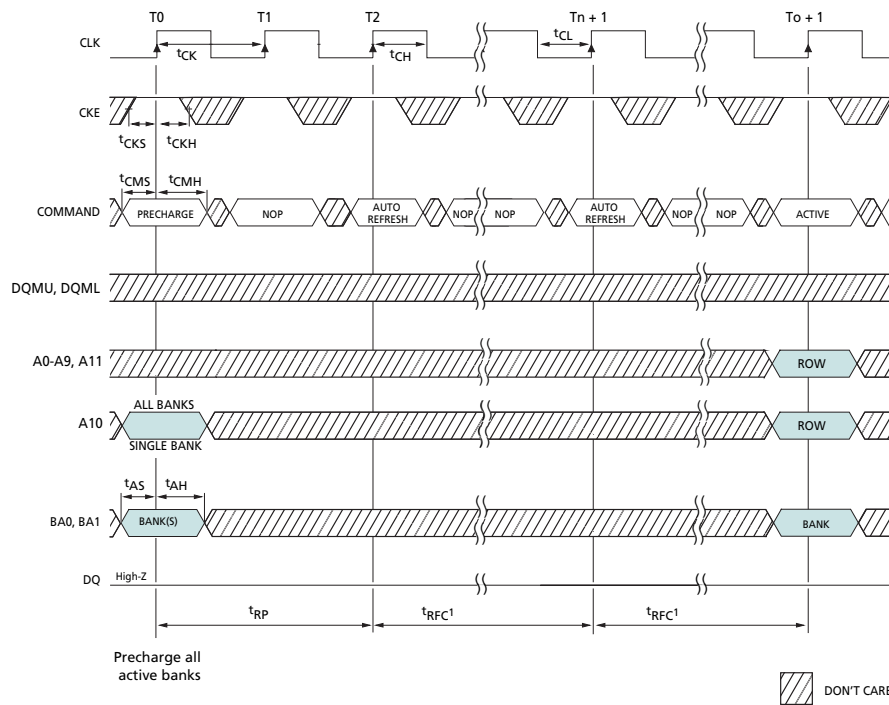 T0 T1 T2 Tn + 1 To + 1
CLK
tCK tCH tCL
CKE
tCKS tCKH
tCMS tCMH
COMMAND PRECHARGE NOP AUTO REFRESH NOP NOP AUTO REFRESH NOP NOP ACTIVE
DQMU, DQML
A0-A9, A11 ROW
ALL BANKS
A10 ROW
SINGLE BANK
tAS tAH
BA0, BA1 BANK(S) BANK
DQ High-Z
tRP tRFC1 tRFC1
Precharge all
active banks
DON'T CARE